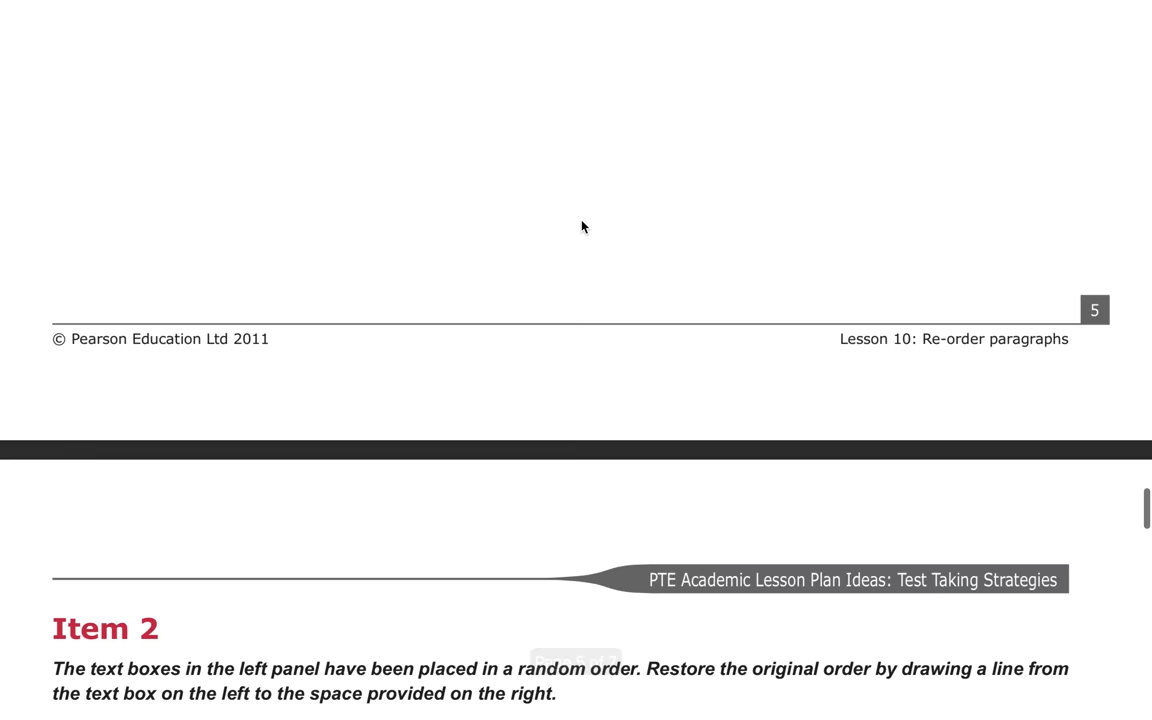 5
© Pearson Education Ltd 2011 Lesson 10: Re-order paragraphs
PTE Academic Lesson Plan Ideas: Test Taking Strategies
Item 2
The text boxes in the left panel have been placed in a random order. Restore the original order by drawing a line from
the text box on the left to the space provided on the right.